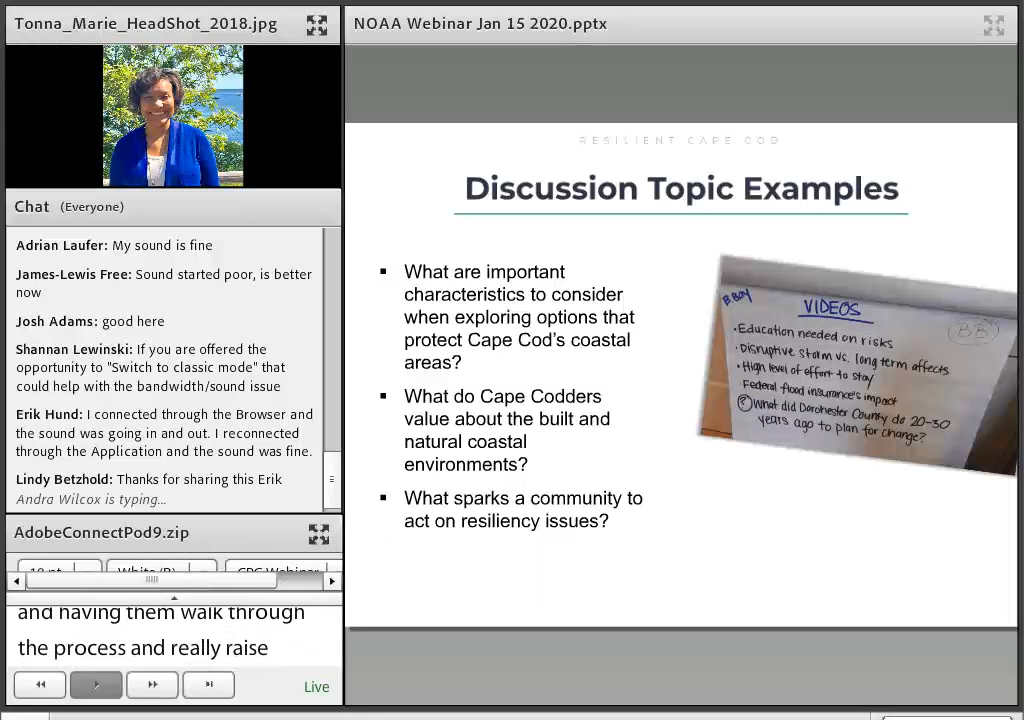 Tonna_Marie_HeadShot_2018.jpg
Chat (Everyone)
Adrian Laufer: My sound is fine
James-Lewis Free: Sound started poor, is better
now
Josh Adams: good here
Shannan Lewinski: If you are offered the
opportunity to "Switch to classic mode" that
could help with the bandwidth/sound issue
Erik Hund: I connected through the Browser and
the sound was going in and out. I reconnected
through the Application and the sound was fine.
Lindy Betzhold: Thanks for sharing this Erik
Andra Wilcox is typing...
AdobeConnectPod9.zip
10 pt White(B) CPC Webinar
and having them walk through
the process and really raise
Live
NOAA Webinar Jan 15 2020.pptx
RESILIENT CAPE COD
Discussion Topic Examples
▪ What are important
characteristics to consider
when exploring options that
protect Cape Cod's coastal
areas?
▪ What do Cape Codders
value about the built and
natural coastal
environments?
▪ What sparks a community to
act on resiliency issues?
VIDEOS
BB
• Education needed on risks
• Disruptive storm vs. long term affects
• High level of effort to stay
Federal flood insurance's impact
? What did Dorchester County do 20-30
years ago to plan for change?